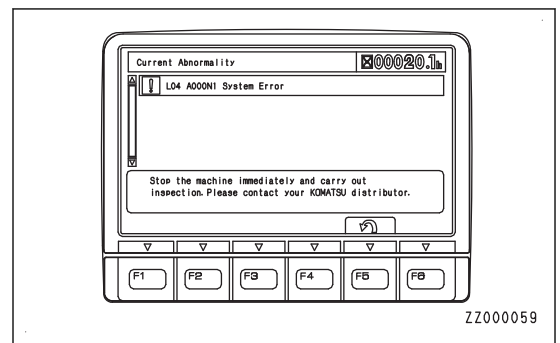 Current Abnormality
00020.1h
L04 A000N1 System Error
Stop the machine immediately and carry out
inspection. Please contact your KOMATSU distributor.
F1 F2 F3 F4 F5 F6
ZZ000059